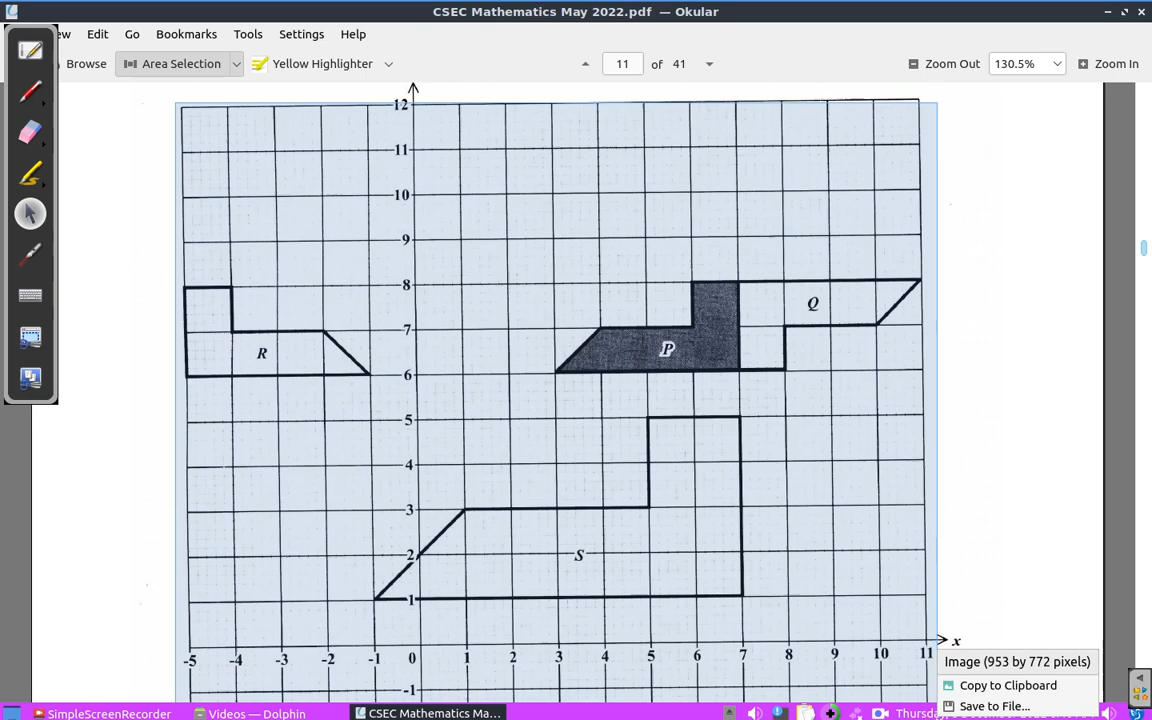 CSEC Mathematics May 2022.pdf — Okular
ew Edit Go Bookmarks Tools Settings Help
Browse Area Selection Yellow Highlighter 11 of 41 Zoom Out 130.5% Zoom In
12
11
10
9
8
Q
7
R P
6
5
4
3
2 S
1
x
-5 -4 -3 -2 -1 0 1 2 3 4 5 6 7 8 9 10 11
Image (953 by 772 pixels)
-1
Copy to Clipboard
Save to File...
SimpleScreenRecorder Videos — Dolphin CSEC Mathematics Ma... Thursday,